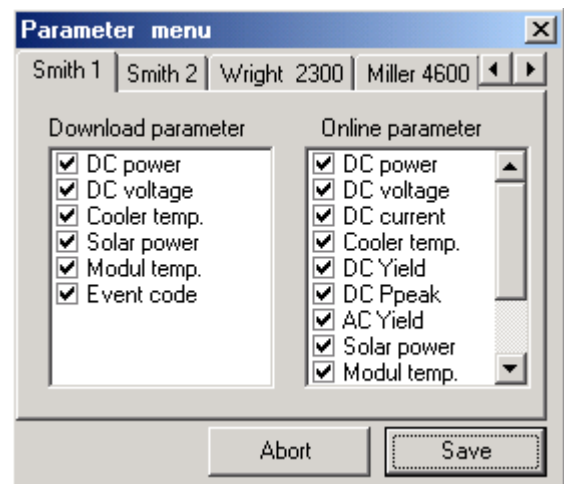 Parameter menu
Smith 1 Smith 2 Wright 2300 Miller 4600
Download parameter
DC power
DC voltage
Cooler temp.
Solar power
Modul temp.
Event code
Online parameter
DC power
DC voltage
DC current
Cooler temp.
DC Yield
DC Ppeak
AC Yield
Solar power
Modul temp.
Abort Save